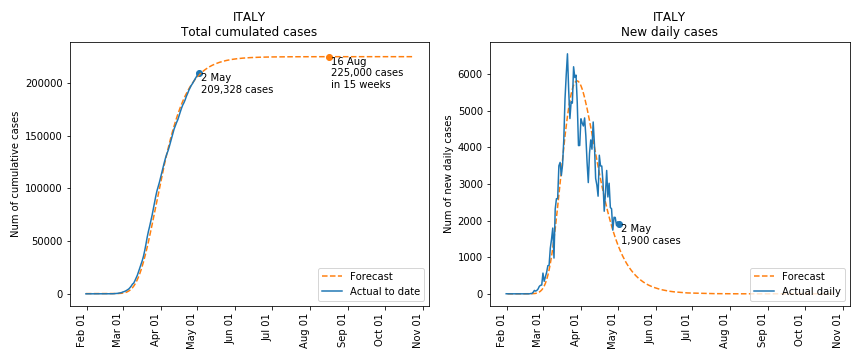 ITALY
Total cumulated cases
Num of cumulative cases
200000
150000
100000
50000
0
2 May
209,328 cases
16 Aug
225,000 cases
in 15 weeks
Forecast
Actual to date
Feb 01
Mar 01
Apr 01
May 01
Jun 01
Jul 01
Aug 01
Sep 01
Oct 01
Nov 01
ITALY
New daily cases
Num of new daily cases
6000
5000
4000
3000
2000
1000
0
2 May
1,900 cases
Forecast
Actual daily
Feb 01
Mar 01
Apr 01
May 01
Jun 01
Jul 01
Aug 01
Sep 01
Oct 01
Nov 01